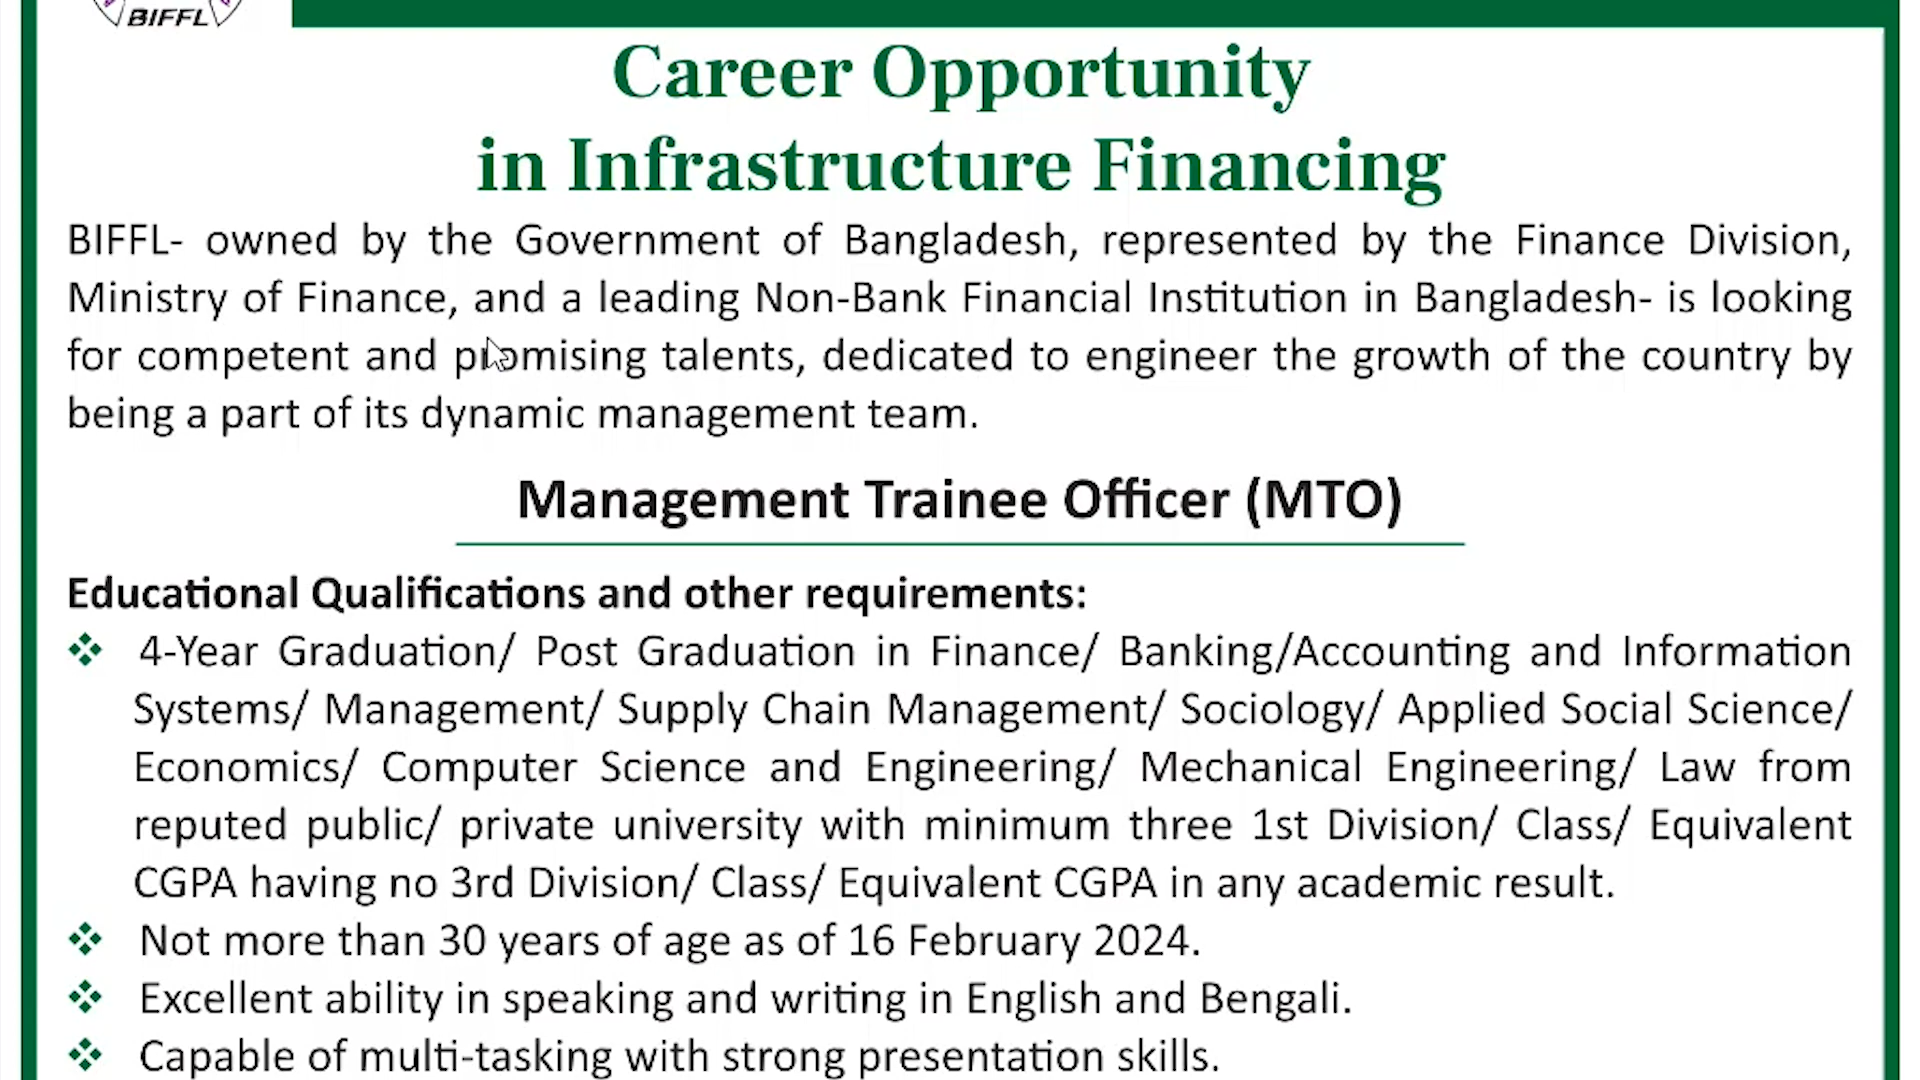 BIFFL
Career Opportunity
in Infrastructure Financing
BIFFL- owned by the Government of Bangladesh, represented by the Finance Division,
Ministry of Finance, and a leading Non-Bank Financial Institution in Bangladesh- is looking
for competent and promising talents, dedicated to engineer the growth of the country by
being a part of its dynamic management team.
Management Trainee Officer (MTO)
Educational Qualifications and other requirements:
❖ 4-Year Graduation/ Post Graduation in Finance/ Banking/Accounting and Information
Systems/ Management/ Supply Chain Management/ Sociology/ Applied Social Science/
Economics/ Computer Science and Engineering/ Mechanical Engineering/ Law from
reputed public/ private university with minimum three 1st Division/ Class/ Equivalent
CGPA having no 3rd Division/ Class/ Equivalent CGPA in any academic result.
❖ Not more than 30 years of age as of 16 February 2024.
❖ Excellent ability in speaking and writing in English and Bengali.
❖ Capable of multi-tasking with strong presentation skills.